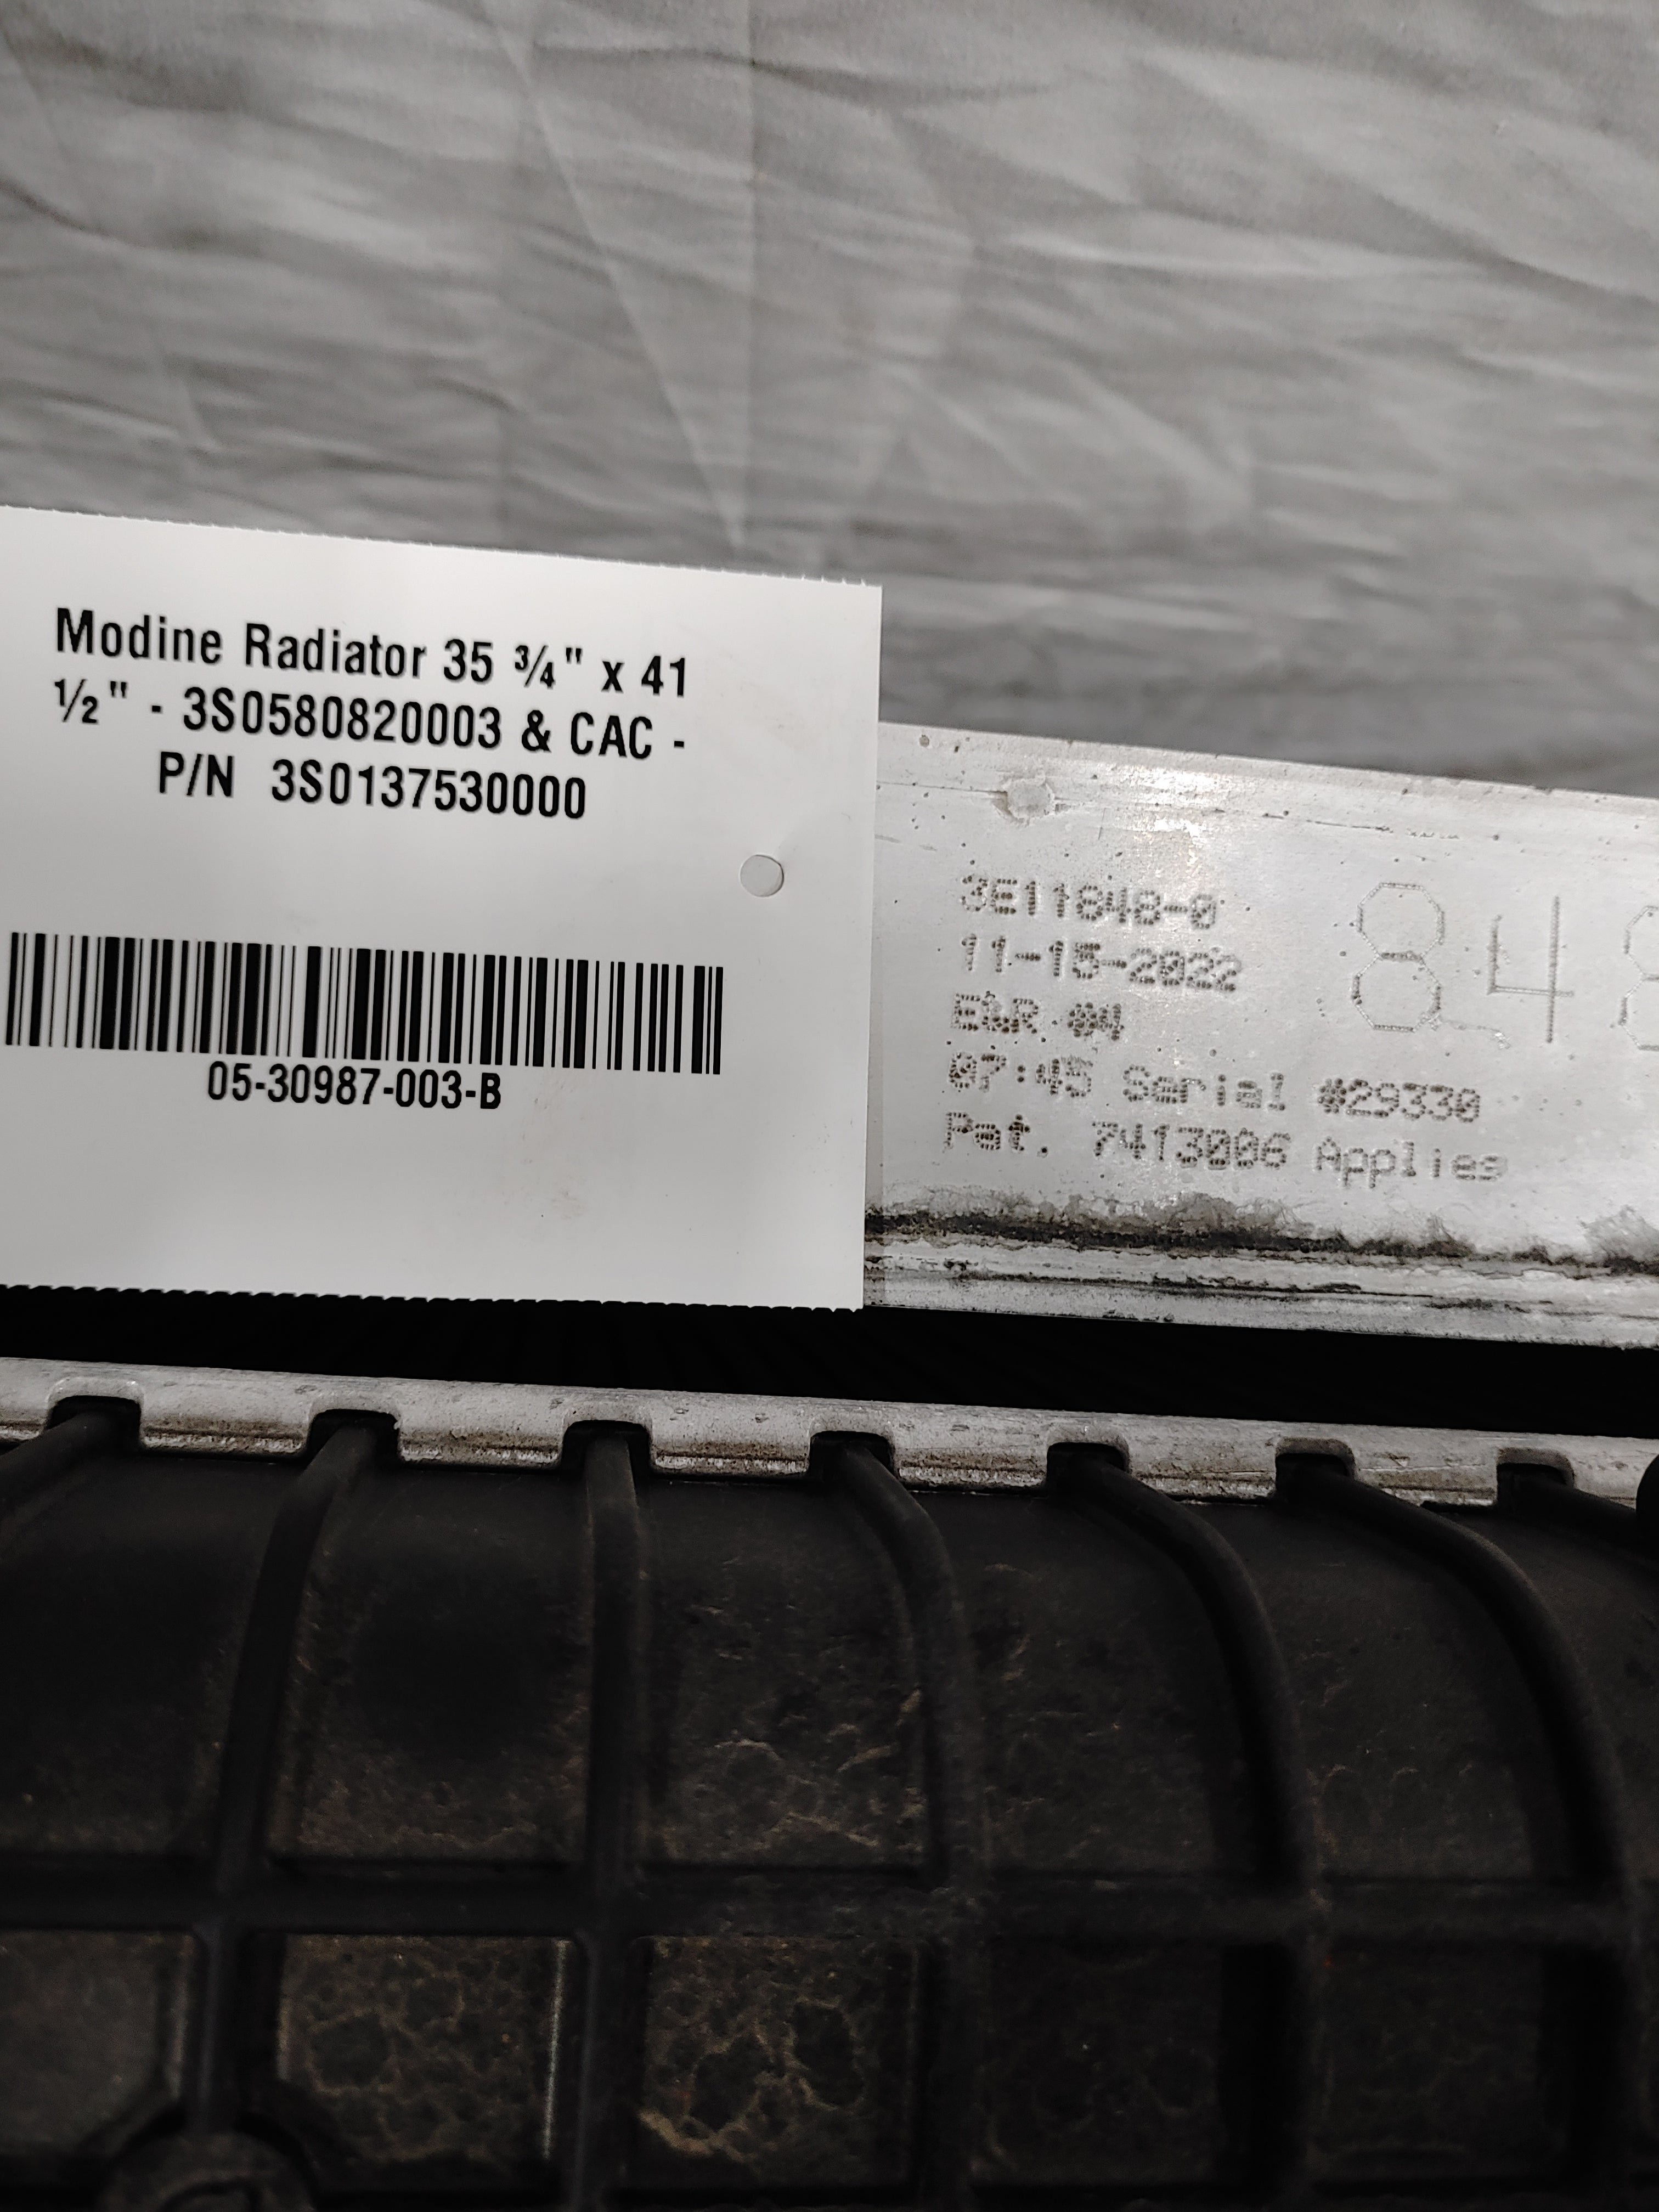 Modine Radiator 35 ¾" x 41
½" - 3S0580820003 & CAC -
P/N 3S0137530000
05-30987-003-B
3E11848-0
11-15-2022
E&R #4
07:45 Serial #29330
Pat. 7413006 Applies
848